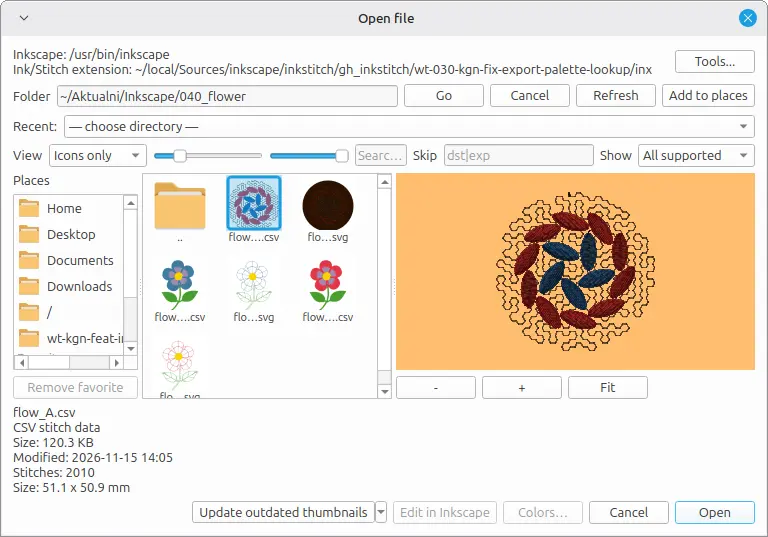 Open file
Inkscape: /usr/bin/inkscape
Ink/Stitch extension: ~/local/Sources/inkscape/inkstitch/gh_inkstitch/wt-030-kgn-fix-export-palette-lookup/inx
Tools...
Folder ~/Aktualni/Inkscape/040_flower Go Cancel Refresh Add to places
Recent: — choose directory —
View Icons only Searc... Skip dst|exp Show All supported
Places
Home
Desktop
Documents
Downloads
/
wt-kgn-feat-in
Remove favorite
..
flow....csv
flo...svg
flow....csv
flo...svg
flow....csv
flo...svg
- + Fit
flow_A.csv
CSV stitch data
Size: 120.3 KB
Modified: 2026-11-15 14:05
Stitches: 2010
Size: 51.1 x 50.9 mm
Update outdated thumbnails Edit in Inkscape Colors... Cancel Open